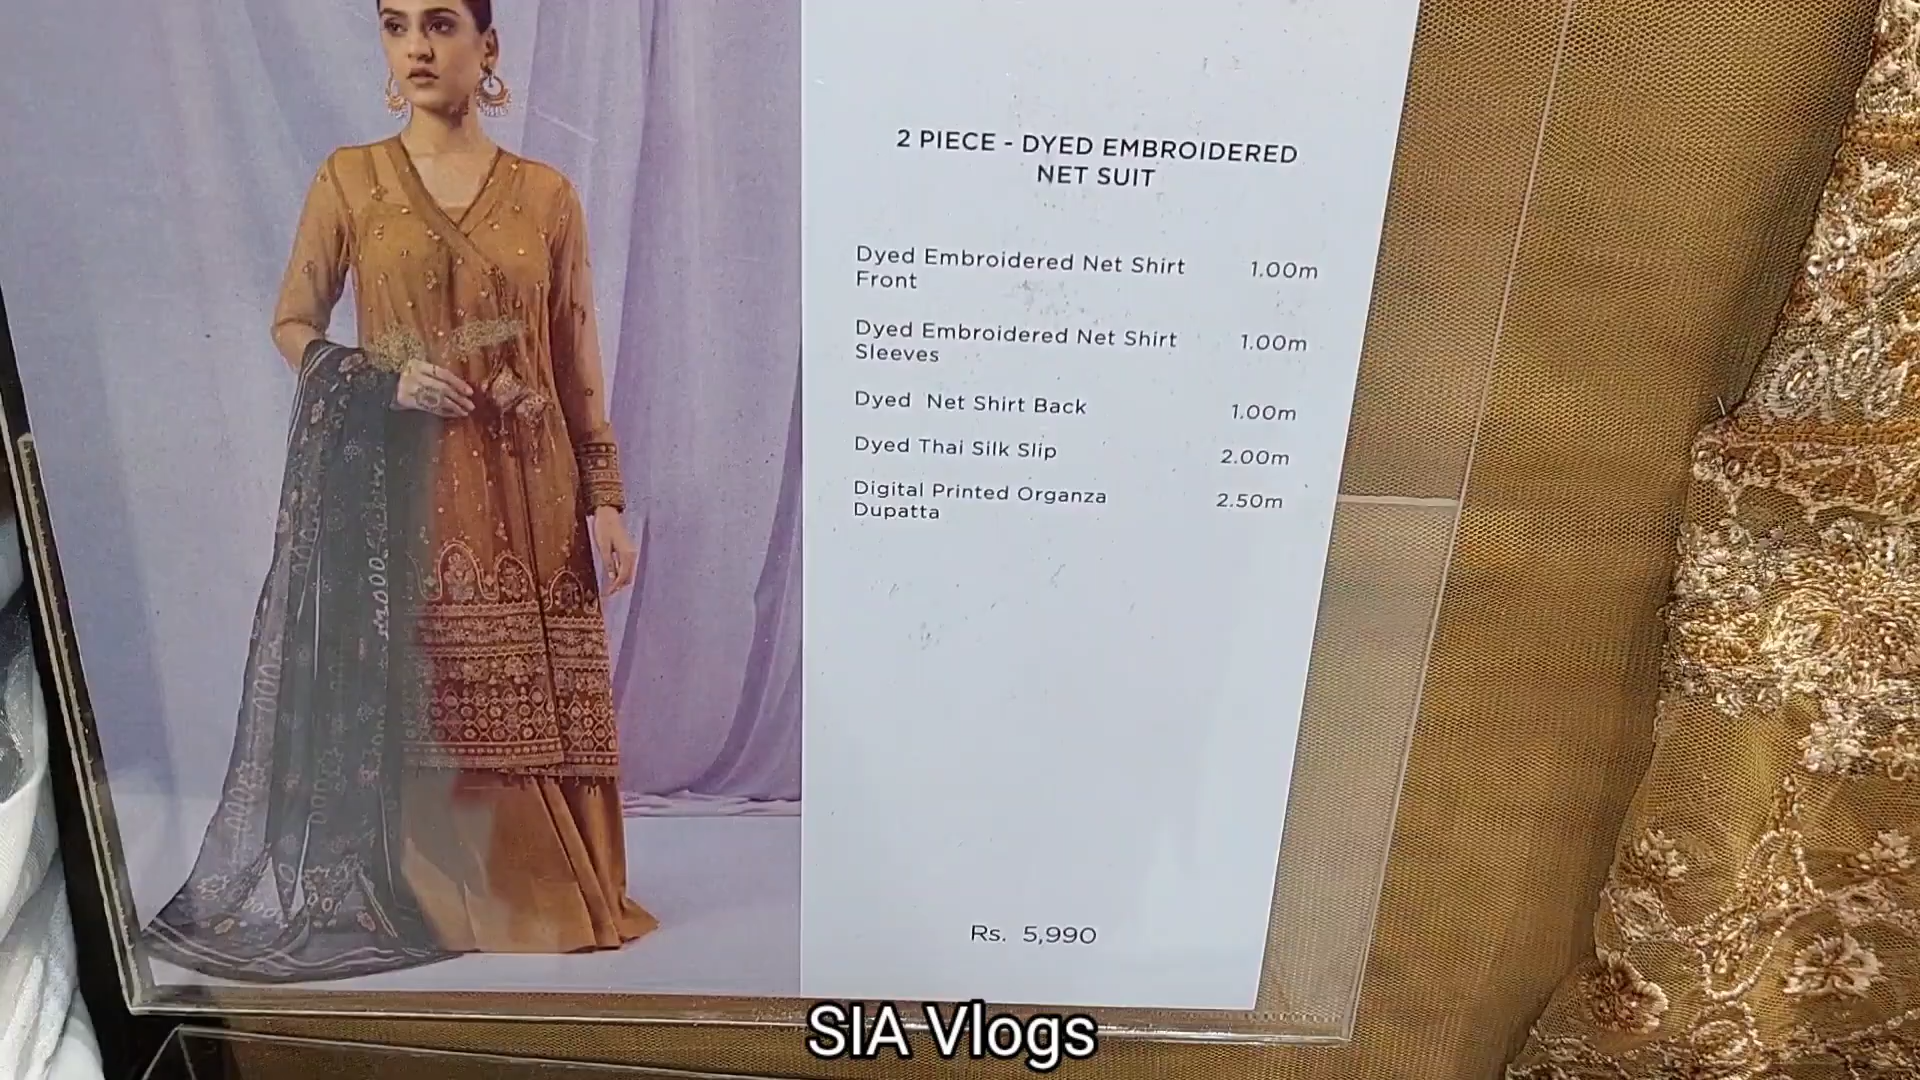 2 PIECE - DYED EMBROIDERED
NET SUIT
Dyed Embroidered Net Shirt 1.00m
Front
Dyed Embroidered Net Shirt 1.00m
Sleeves
Dyed Net Shirt Back 1.00m
Dyed Thai Silk Slip 2.00m
Digital Printed Organza 2.50m
Dupatta
Rs. 5,990
SIA Vlogs